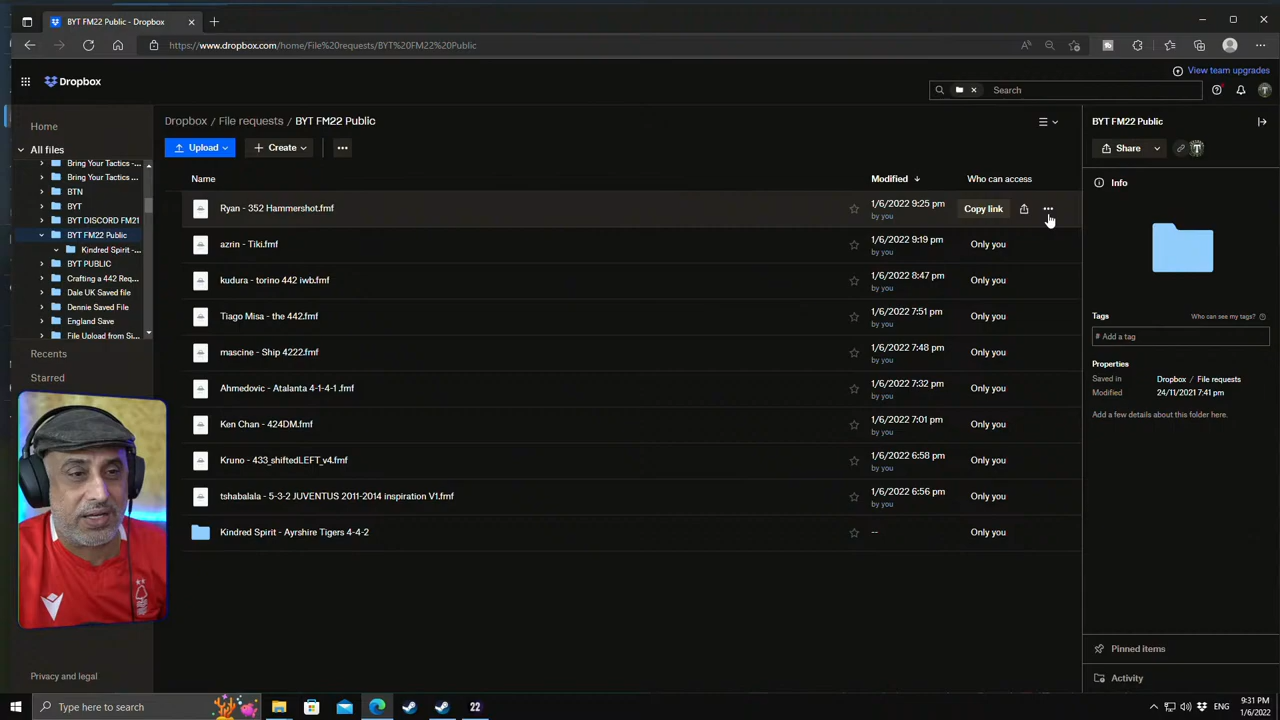 BYT FM22 Public - Dropbox
https://www.dropbox.com/home/File%20requests/BYT%20FM22%20Public
View team upgrades
Dropbox
Search
Home
All files
Bring Your Tactics -...
Bring Your Tactics ...
BTN
BYT
BYT DISCORD FM21
BYT FM22 Public
Kindred Spirit -...
BYT PUBLIC
Crafting a 442 Req...
Dale UK Saved file
Dennie Saved File
England Save
File Upload from Si...
Recents
Starred
Privacy and legal
Dropbox / File requests / BYT FM22 Public
Upload
Create
Name
Modified
Who can access
Ryan - 352 Hammershot.fmf
1/6/2022 9:25 pm
by you
Copy link
azrin - Tiki.fmf
1/6/2022 9:19 pm
by you
Only you
kudura - torino 442 iwb.fmf
1/6/2022 8:47 pm
by you
Only you
Tiago Misa - the 442.fmf
1/6/2022 7:51 pm
by you
Only you
mascine - Ship 4222.fmf
1/6/2022 7:48 pm
by you
Only you
Ahmedovic - Atalanta 4-1-4-1 .fmf
1/6/2022 7:32 pm
by you
Only you
Ken Chan - 424DM.fmf
1/6/2022 7:01 pm
by you
Only you
Kruno - 433_shiftedLEFT_v4.fmf
1/6/2022 6:58 pm
by you
Only you
tshabalala - 5-3-2 JUVENTUS 2011-2014 inspiration V1.fmf
1/6/2022 6:56 pm
by you
Only you
Kindred Spirit - Ayrshire Tigers 4-4-2
--
Only you
BYT FM22 Public
Share
T
Info
Tags
Who can see my tags?
# Add a tag
Properties
Saved in
Dropbox / File requests
Modified
24/11/2021 7:41 pm
Add a few details about this folder here.
Pinned items
Activity
Type here to search
22
ENG
9:31 PM
1/6/2022